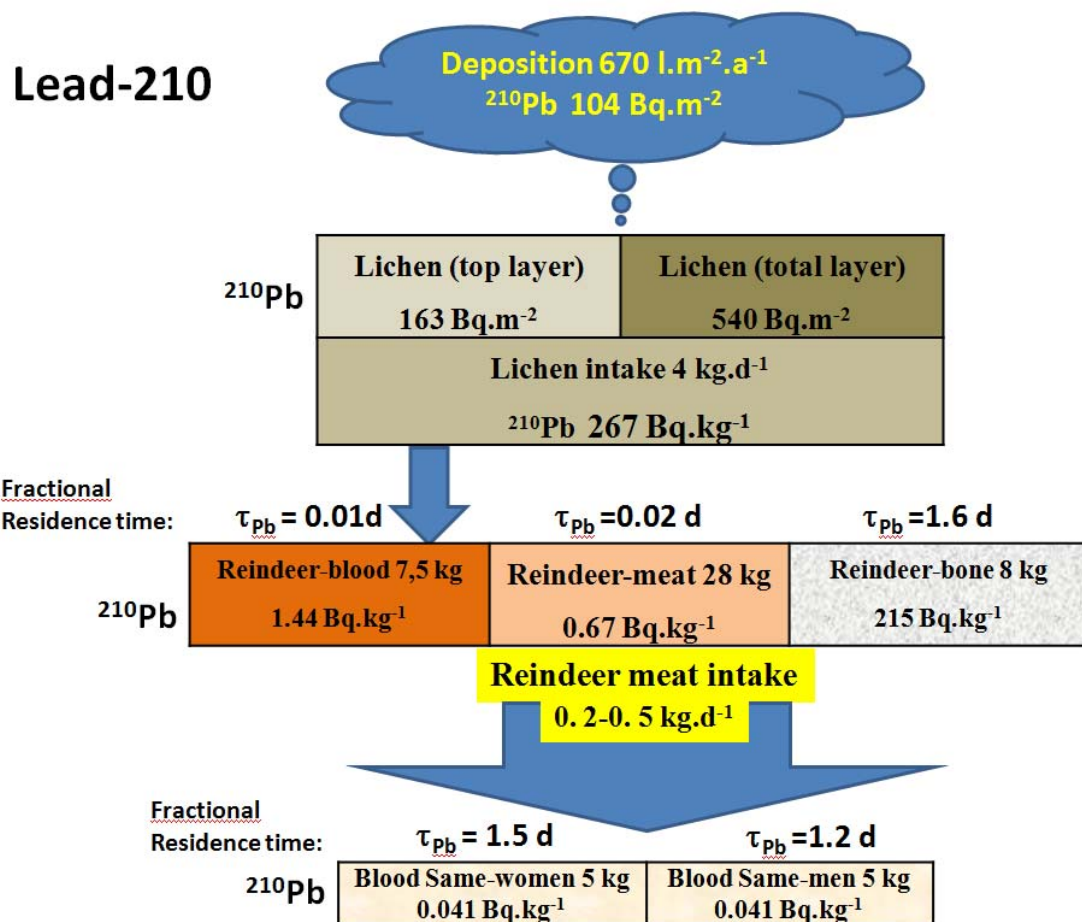 Lead-210
Deposition 670 l.m⁻².a⁻¹
²¹⁰Pb 104 Bq.m⁻²
²¹⁰Pb
Lichen (top layer)
163 Bq.m⁻²
Lichen (total layer)
540 Bq.m⁻²
Lichen intake 4 kg.d⁻¹
²¹⁰Pb 267 Bq.kg⁻¹
Fractional
Residence time:
τPb = 0.01d
τPb =0.02 d
τPb =1.6 d
²¹⁰Pb
Reindeer-blood 7,5 kg
1.44 Bq.kg⁻¹
Reindeer-meat 28 kg
0.67 Bq.kg⁻¹
Reindeer-bone 8 kg
215 Bq.kg⁻¹
Reindeer meat intake
0. 2-0. 5 kg.d⁻¹
Fractional
Residence time:
τPb = 1.5 d
τPb =1.2 d
²¹⁰Pb
Blood Same-women 5 kg
0.041 Bq.kg⁻¹
Blood Same-men 5 kg
0.041 Bq.kg⁻¹